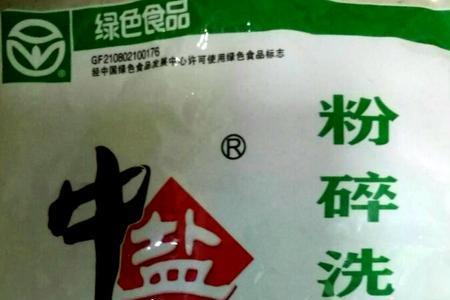 绿色食品
GF210802100176
经中国绿色食品发展中心许可使用绿色食品标志
®
中盐
粉碎洗